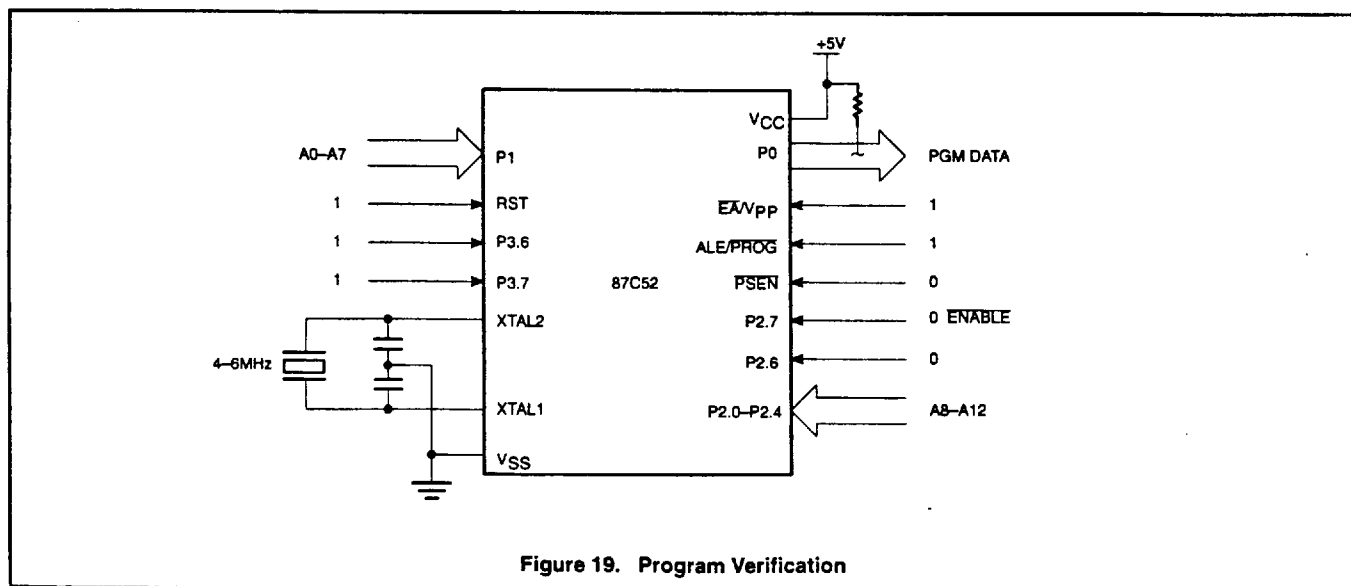 +5V
VCC
A0–A7
P1
P0
PGM DATA
1
RST
EA/VPP
1
1
P3.6
ALE/PROG
1
1
P3.7
87C52
PSEN
0
XTAL2
P2.7
0 ENABLE
4–6MHz
P2.6
0
XTAL1
P2.0–P2.4
A8–A12
VSS
Figure 19. Program Verification